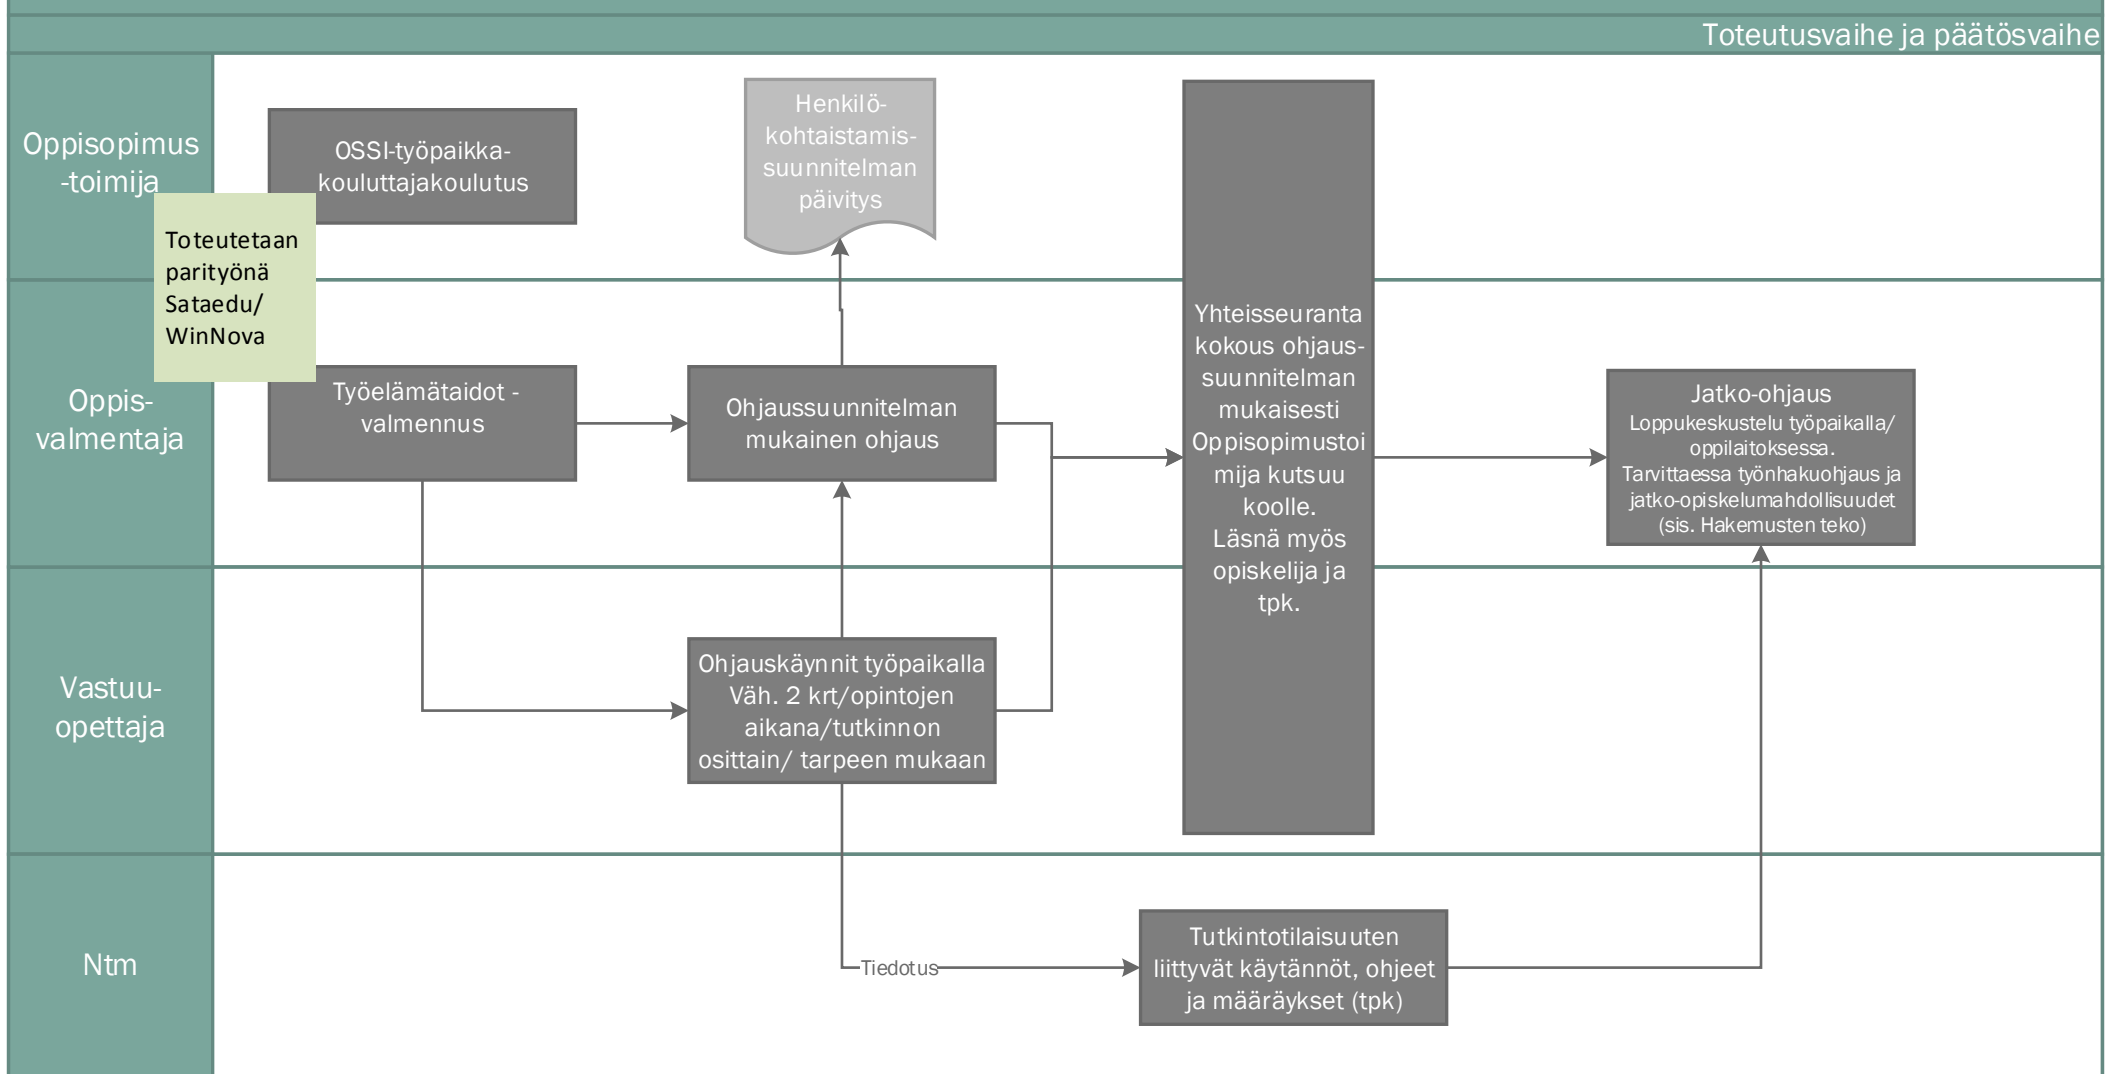 Toteutusvaihe ja päätösvaihe
Oppisopimus
-toimija
OSSI-työpaikka-
kouluttajakoulutus
Henkilö-
kohtaistamis-
suunnitelman
päivitys
Toteutetaan
parityönä
Sataedu/
WinNova
Oppis-
valmentaja
Työelämätaidot -
valmennus
Ohjaussuunnitelman
mukainen ohjaus
Yhteisseuranta
kokous ohjaus-
suunnitelman
mukaisesti
Oppisopimustoi
mija kutsuu
koolle.
Läsnä myös
opiskelija ja
tpk.
Jatko-ohjaus
Loppukeskustelu työpaikalla/
oppilaitoksessa.
Tarvittaessa työnhakuohjaus ja
jatko-opiskelumahdollisuudet
(sis. Hakemusten teko)
Vastuu-
opettaja
Ohjauskäynnit työpaikalla
Väh. 2 krt/opintojen
aikana/tutkinnon
osittain/ tarpeen mukaan
Ntm
Tiedotus
Tutkintotilaisuuten
liittyvät käytännöt, ohjeet
ja määräykset (tpk)